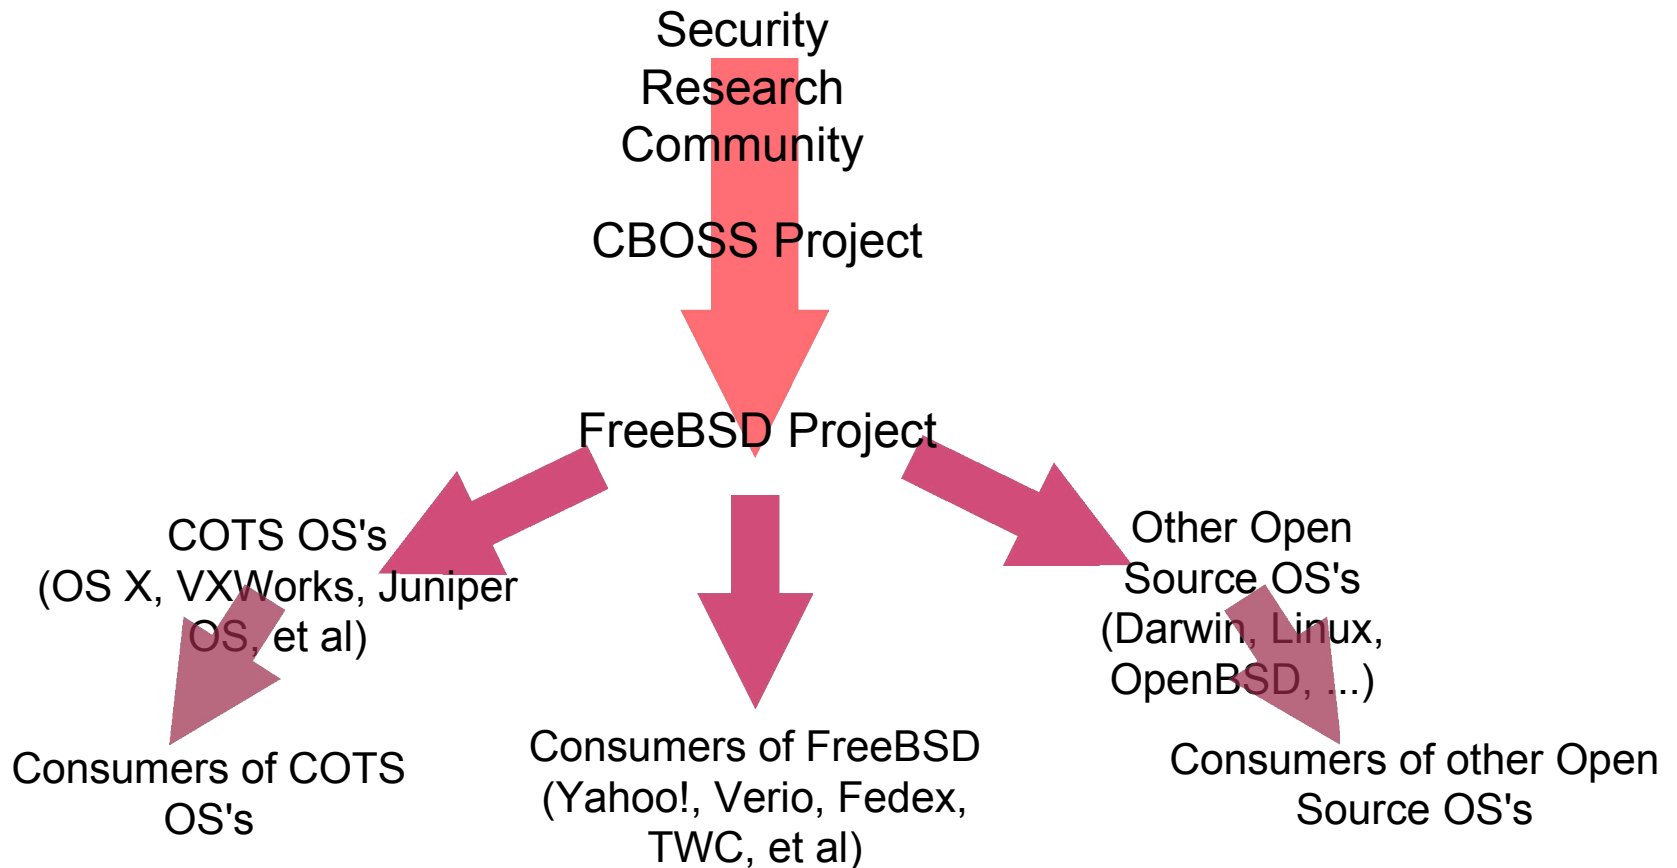 Security
Research
Community
CBOSS Project
FreeBSD Project
COTS OS's
(OS X, VXWorks, Juniper
OS, et al)
Other Open
Source OS's
(Darwin, Linux,
OpenBSD, ...)
Consumers of COTS
OS's
Consumers of FreeBSD
(Yahoo!, Verio, Fedex,
TWC, et al)
Consumers of other Open
Source OS's